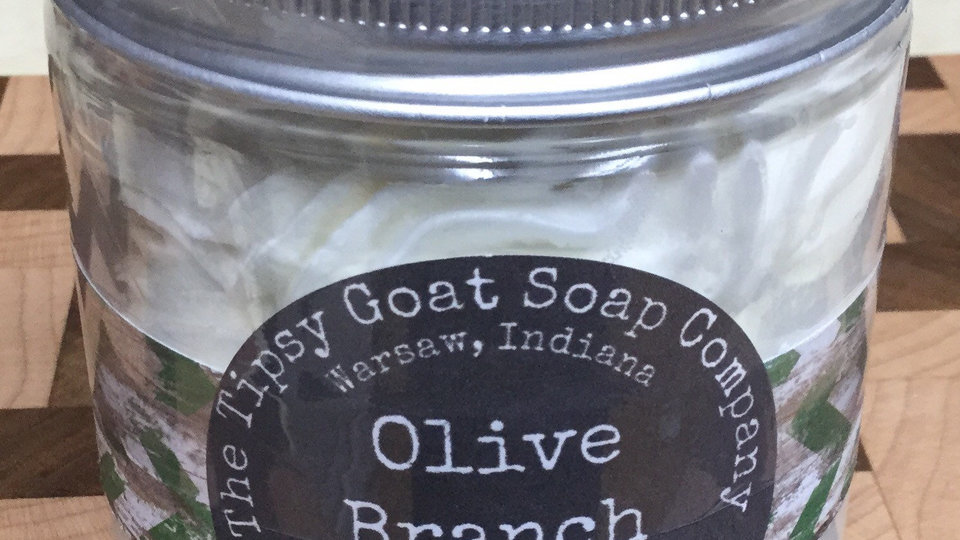 The Tipsy Goat Soap Company
Warsaw, Indiana
Olive
Branch